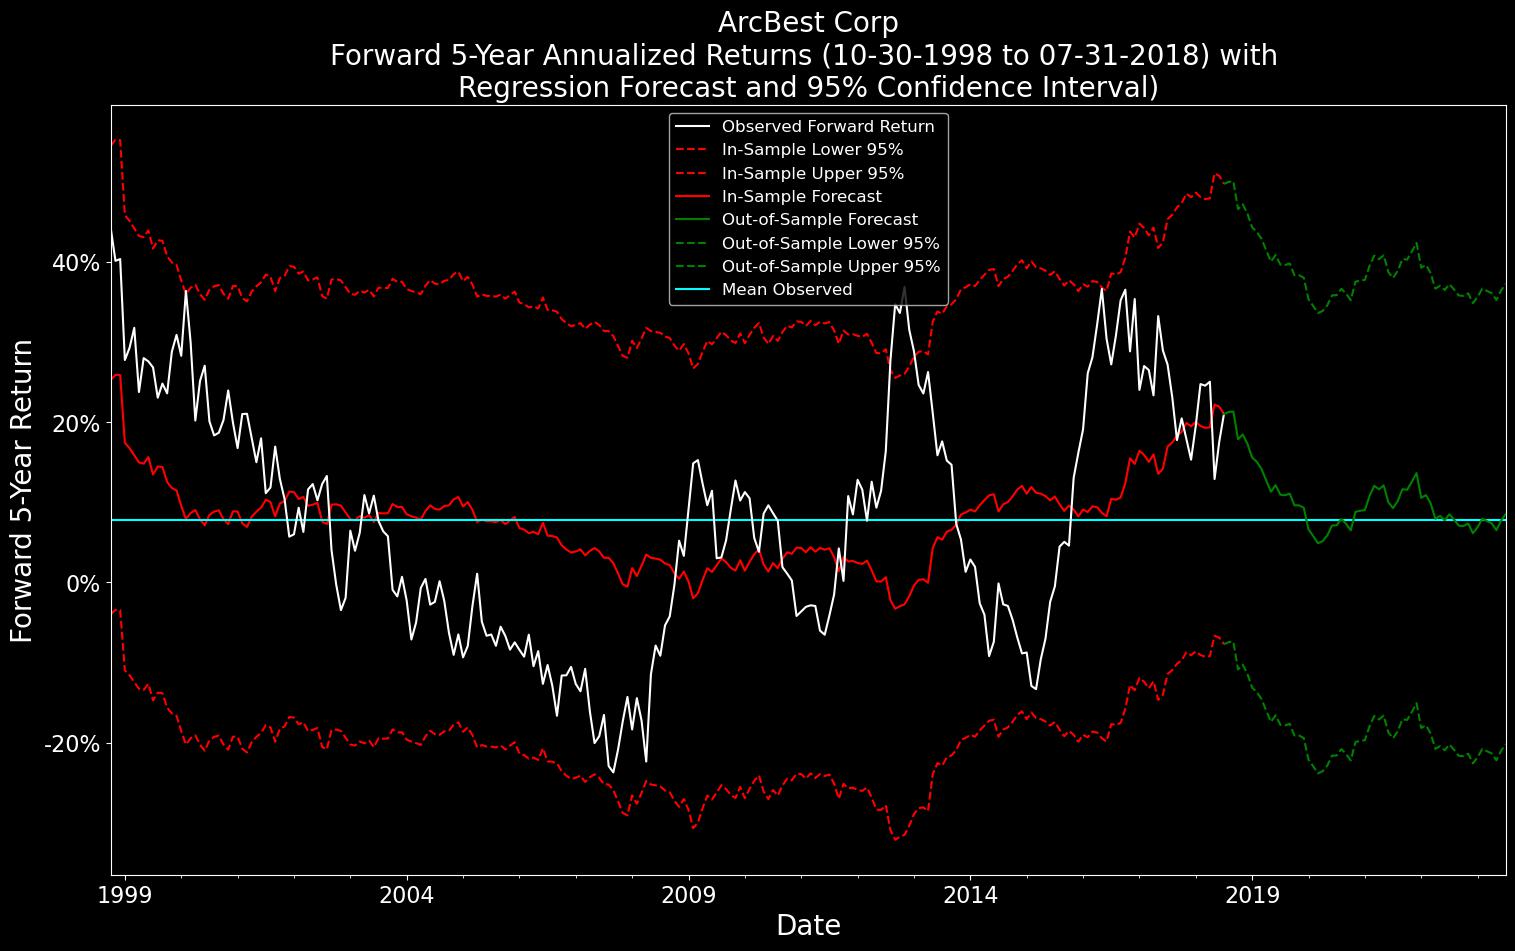 ArcBest Corp
Forward 5-Year Annualized Returns (10-30-1998 to 07-31-2018) with
Regression Forecast and 95% Confidence Interval)
Observed Forward Return
In-Sample Lower 95%
In-Sample Upper 95%
In-Sample Forecast
Out-of-Sample Forecast
Out-of-Sample Lower 95%
Out-of-Sample Upper 95%
Mean Observed
Forward 5-Year Return
40%
20%
0%
-20%
1999 2004 2009 2014 2019
Date